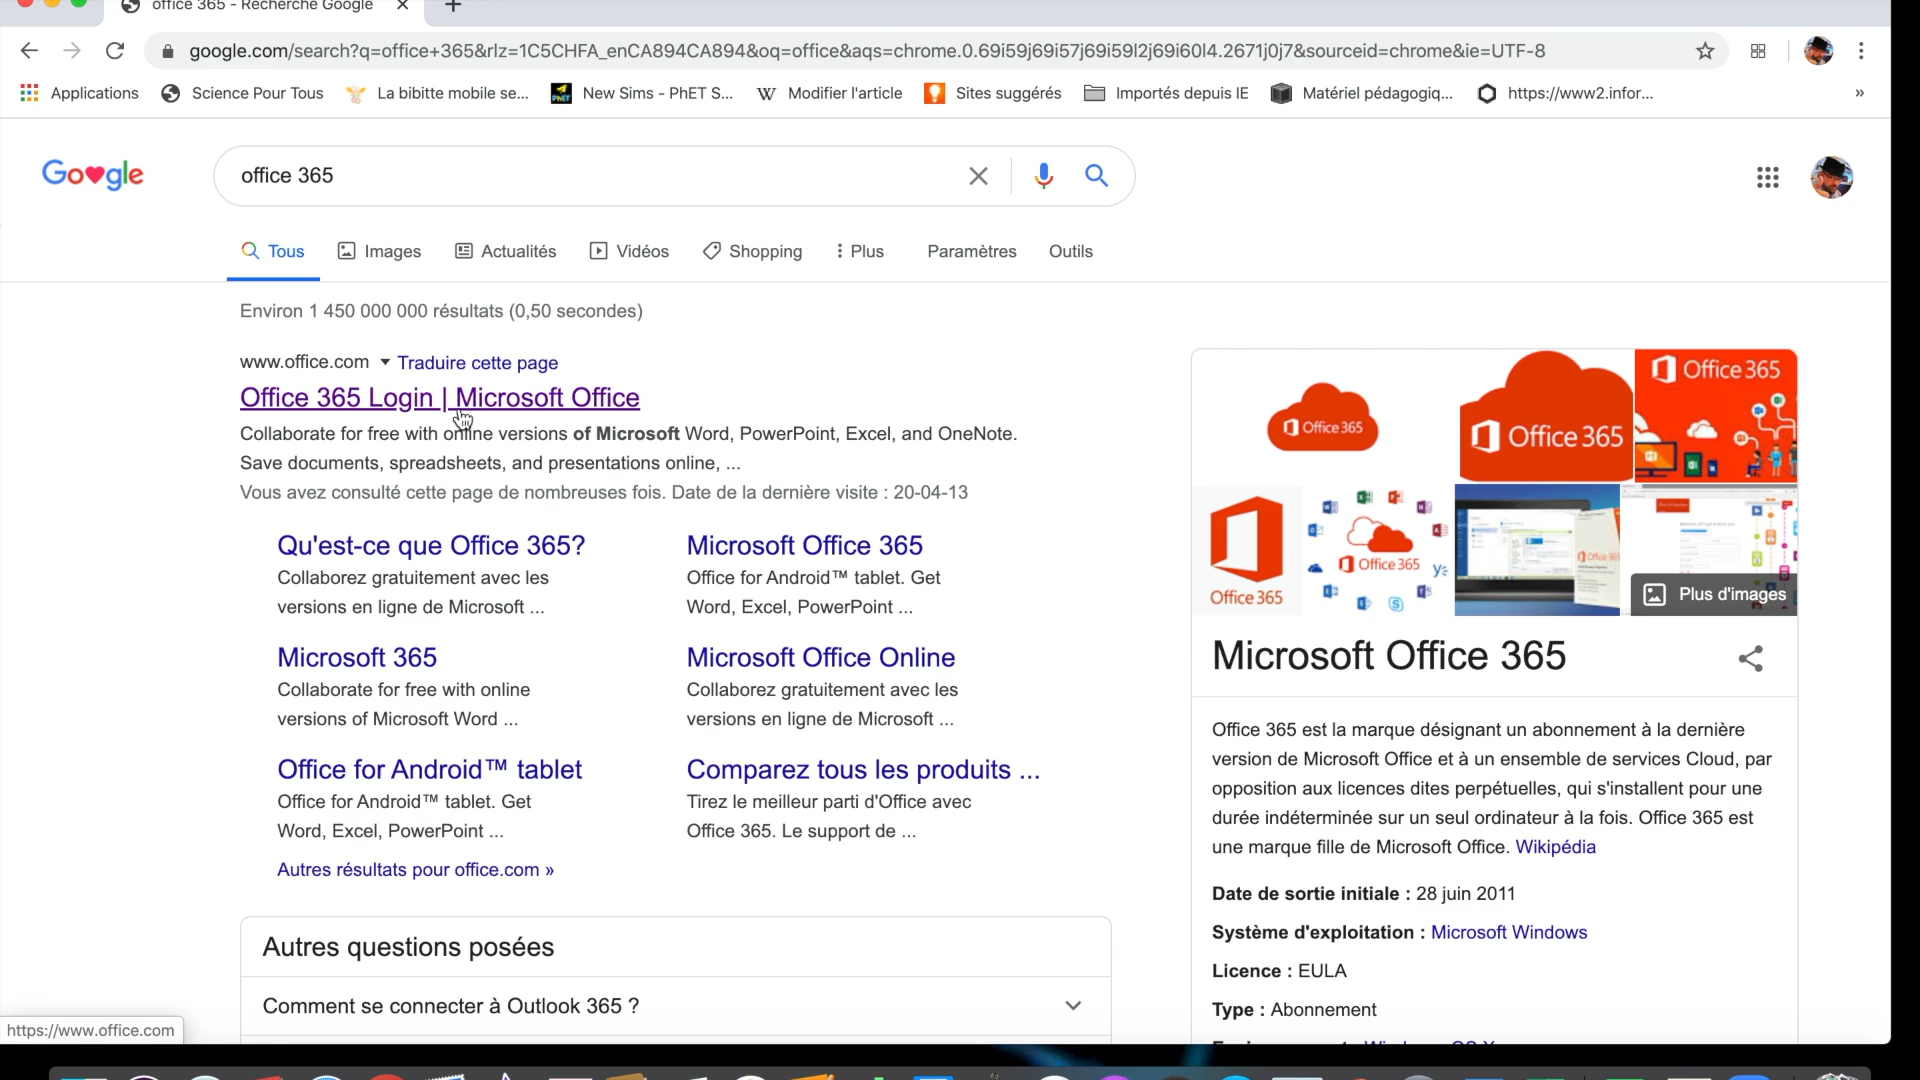 office 365 - Recherche Google
google.com/search?q=office+365&rlz=1C5CHFA_enCA894CA894&oq=office&aqs=chrome.0.69i59j69i57j69i59l2j69i60l4.2671j0j7&sourceid=chrome&ie=UTF-8
Applications
Science Pour Tous
La bibitte mobile se...
New Sims - PhET S...
Modifier l'article
Sites suggérés
Importés depuis IE
Matériel pédagogiq...
https://www2.infor...
»
Google
office 365
Tous
Images
Actualités
Vidéos
Shopping
Plus
Paramètres
Outils
Environ 1 450 000 000 résultats (0,50 secondes)
www.office.com Traduire cette page
Office 365 Login | Microsoft Office
Collaborate for free with online versions of Microsoft Word, PowerPoint, Excel, and OneNote.
Save documents, spreadsheets, and presentations online, ...
Vous avez consulté cette page de nombreuses fois. Date de la dernière visite : 20-04-13
Qu'est-ce que Office 365?
Collaborez gratuitement avec les
versions en ligne de Microsoft ...
Microsoft Office 365
Office for Android™ tablet. Get
Word, Excel, PowerPoint ...
Microsoft 365
Collaborate for free with online
versions of Microsoft Word ...
Microsoft Office Online
Collaborez gratuitement avec les
versions en ligne de Microsoft ...
Office for Android™ tablet
Office for Android™ tablet. Get
Word, Excel, PowerPoint ...
Comparez tous les produits ...
Tirez le meilleur parti d'Office avec
Office 365. Le support de ...
Autres résultats pour office.com »
Autres questions posées
Comment se connecter à Outlook 365 ?
https://www.office.com
Office 365
Office 365
Office 365
Office 365
Office 365
Plus d'images
Microsoft Office 365
Office 365 est la marque désignant un abonnement à la dernière
version de Microsoft Office et à un ensemble de services Cloud, par
opposition aux licences dites perpétuelles, qui s'installent pour une
durée indéterminée sur un seul ordinateur à la fois. Office 365 est
une marque fille de Microsoft Office. Wikipédia
Date de sortie initiale : 28 juin 2011
Système d'exploitation : Microsoft Windows
Licence : EULA
Type : Abonnement